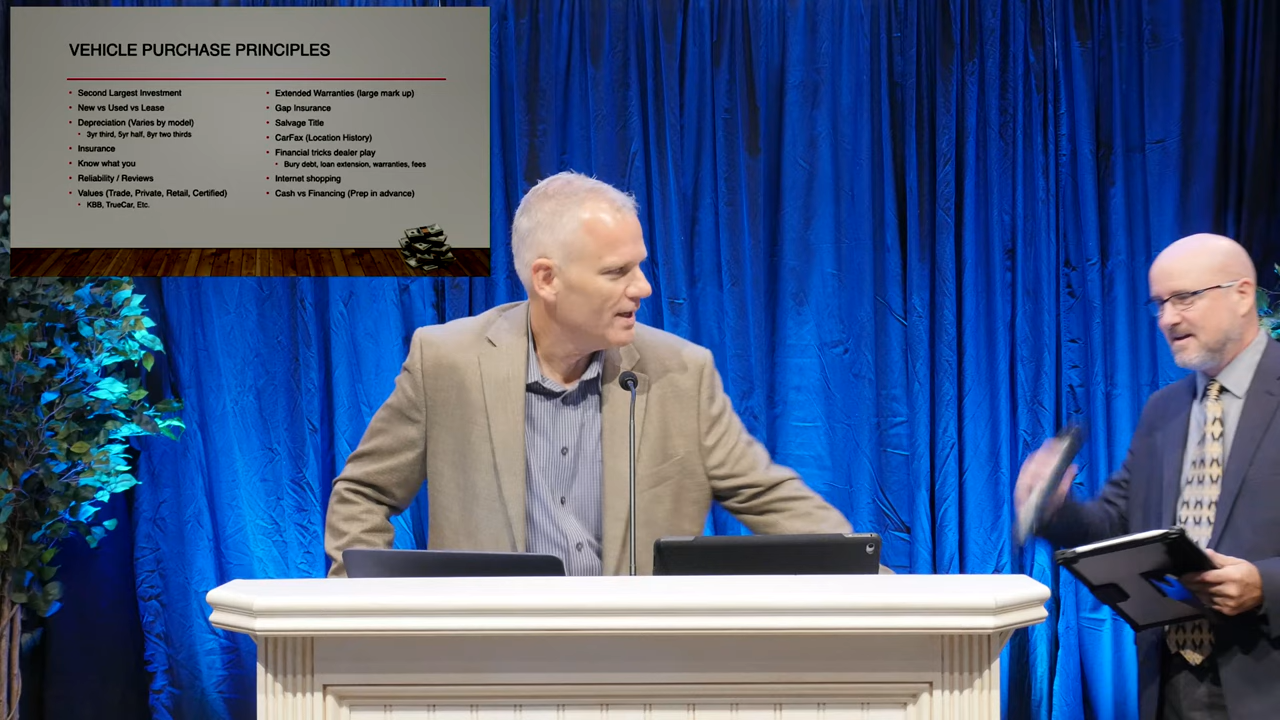 VEHICLE PURCHASE PRINCIPLES
• Second Largest Investment
• New vs Used vs Lease
• Depreciation (Varies by model)
• 3yr third, 5yr half, 8yr two thirds
• Insurance
• Know what you
• Reliability / Reviews
• Values (Trade, Private, Retail, Certified)
• KBB, TrueCar, Etc.
• Extended Warranties (large mark up)
• Gap Insurance
• Salvage Title
• CarFax (Location History)
• Financial tricks dealer play
• Bury debt, loan extension, warranties, fees
• Internet shopping
• Cash vs Financing (Prep in advance)